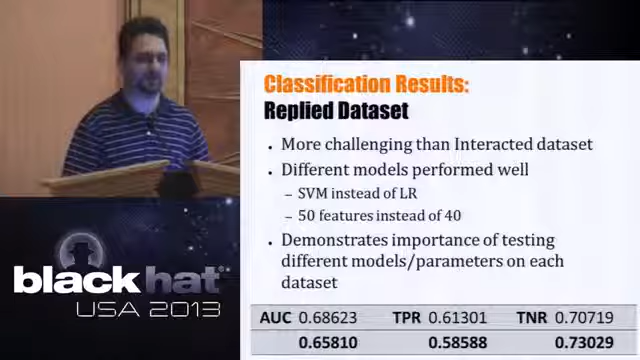 Classification Results:
Replied Dataset
• More challenging than Interacted dataset
• Different models performed well
– SVM instead of LR
– 50 features instead of 40
• Demonstrates importance of testing
different models/parameters on each
dataset
AUC 0.68623 TPR 0.61301 TNR 0.70719
0.65810 0.58588 0.73029
blackhat®
USA 2013